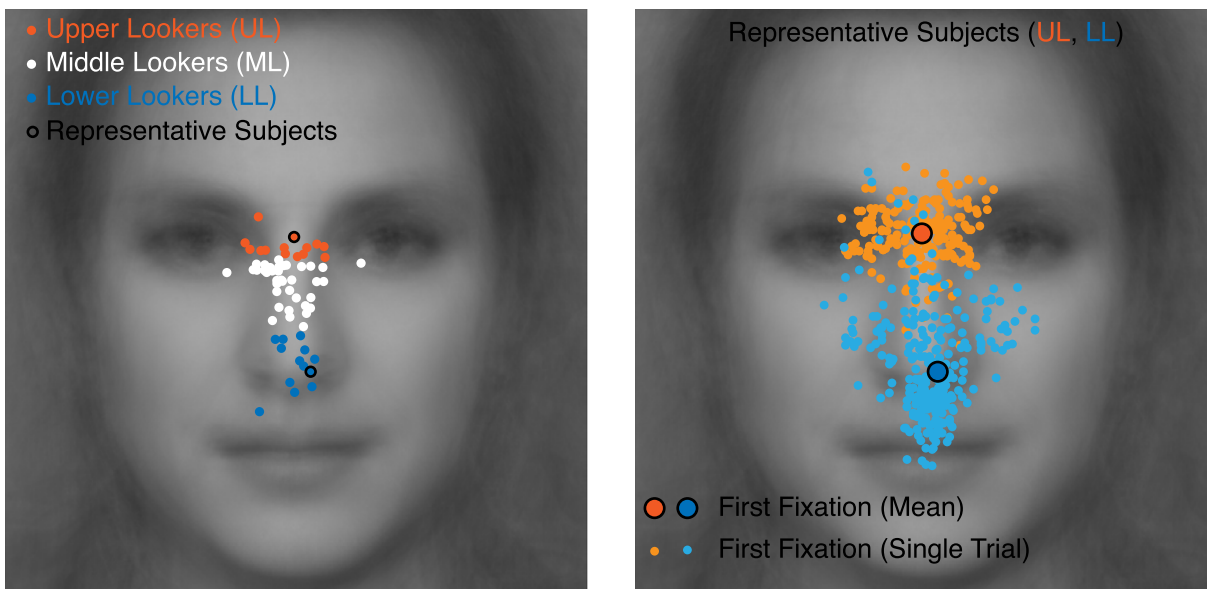 Upper Lookers (UL)
Middle Lookers (ML)
Lower Lookers (LL)
Representative Subjects
Representative Subjects (UL, LL)
First Fixation (Mean)
First Fixation (Single Trial)